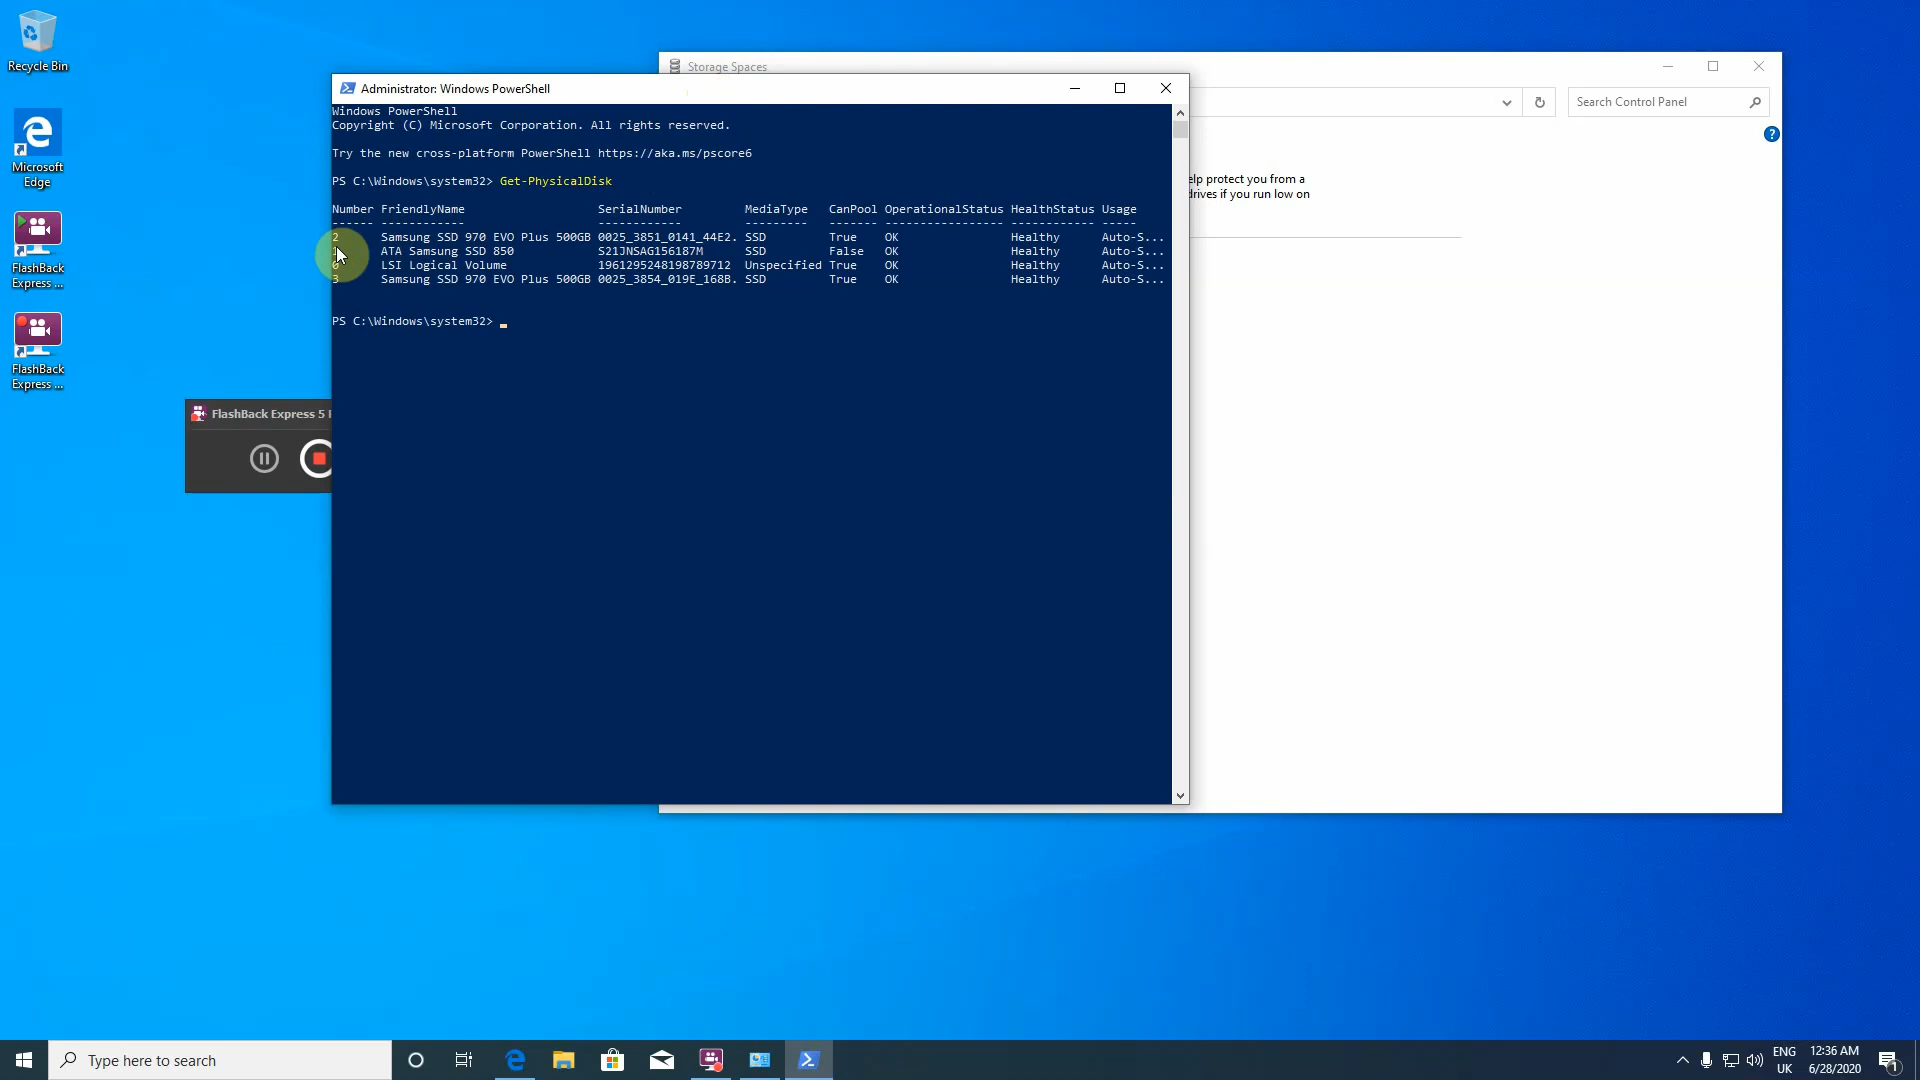 Recycle Bin
Microsoft
Edge
FlashBack
Express ...
FlashBack
Express ...
Storage Spaces
Search Control Panel
?
elp protect you from a
drives if you run low on
FlashBack Express 5
Administrator: Windows PowerShell
Windows PowerShell
Copyright (C) Microsoft Corporation. All rights reserved.
Try the new cross-platform PowerShell https://aka.ms/pscore6
PS C:\Windows\system32> Get-PhysicalDisk
Number FriendlyName SerialNumber MediaType CanPool OperationalStatus HealthStatus Usage
------ ------------ ------------ --------- ------- ----------------- ------------ -----
2 Samsung SSD 970 EVO Plus 500GB 0025_3851_0141_44E2. SSD True OK Healthy Auto-S...
1 ATA Samsung SSD 850 S21JNSAG156187M SSD False OK Healthy Auto-S...
0 LSI Logical Volume 1961295248198789712 Unspecified True OK Healthy Auto-S...
3 Samsung SSD 970 EVO Plus 500GB 0025_3854_019E_168B. SSD True OK Healthy Auto-S...
PS C:\Windows\system32>
Type here to search
ENG
UK
12:36 AM
6/28/2020
1